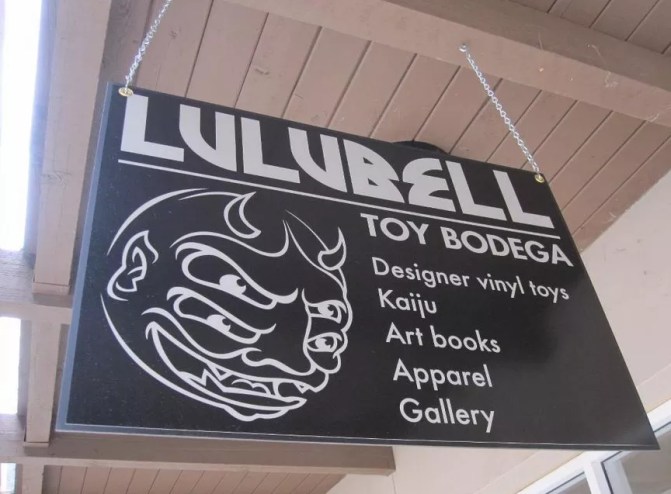 LULUBELL
TOY BODEGA
Designer vinyl toys
Kaiju
Art books
Apparel
Gallery